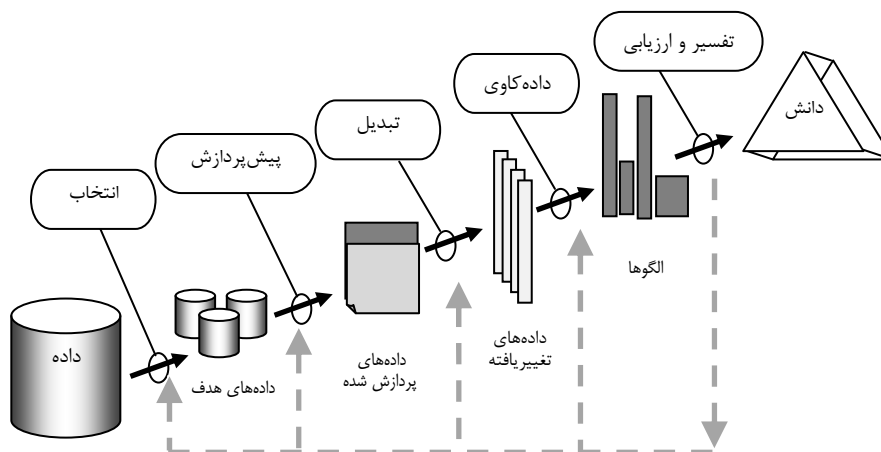 تفسیر و ارزیابی
داده‌کاوی
تبدیل
پیش‌پردازش
انتخاب
دانش
الگوها
داده‌های
تغییریافته
داده‌های
پردازش شده
داده‌های هدف
داده